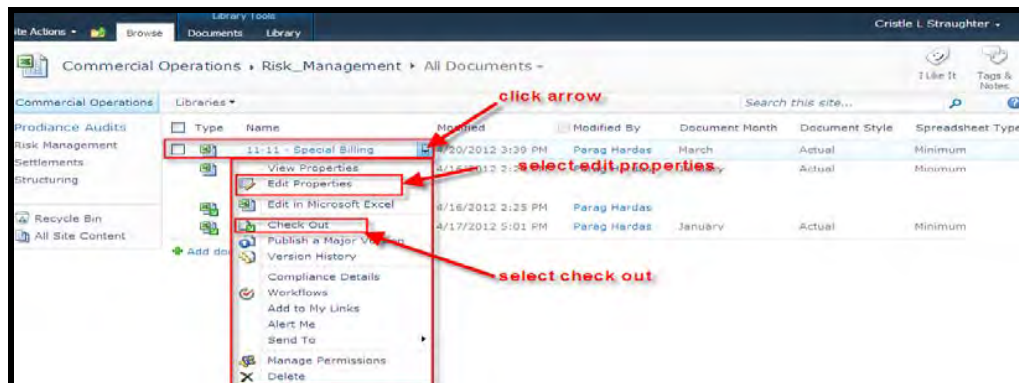 Library Tools
Cristle L Straughter
ite Actions Browse Documents Library
Commercial Operations Risk_Management All Documents
I Like It Tags & Notes
click arrow
Commercial Operations Libraries Search this site...
Prodiance Audits Type Name Modified Modified By Document Month Document Style Spreadsheet Type
Risk Management 11-11 - Special Billing 4/20/2012 3:39 PM Parag Hardas March Actual Minimum
Settlements View Properties 4/16/2012 select edit properties Actual Minimum
Structuring Edit Properties
Edit in Microsoft Excel 4/16/2012 2:25 PM Parag Hardas
Recycle Bin
Check Out 4/17/2012 5:01 PM Parag Hardas January Actual Minimum
All Site Content
Publish a Major Version
Add do
Version History
select check out
Compliance Details
Workflows
Add to My Links
Alert Me
Send To
Manage Permissions
Delete